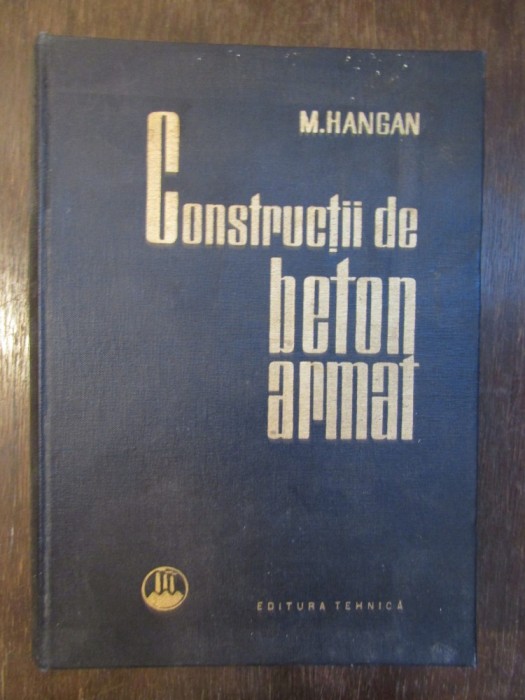 M.HANGAN
Construcții de
beton
armat
EDITURA TEHNICĂ